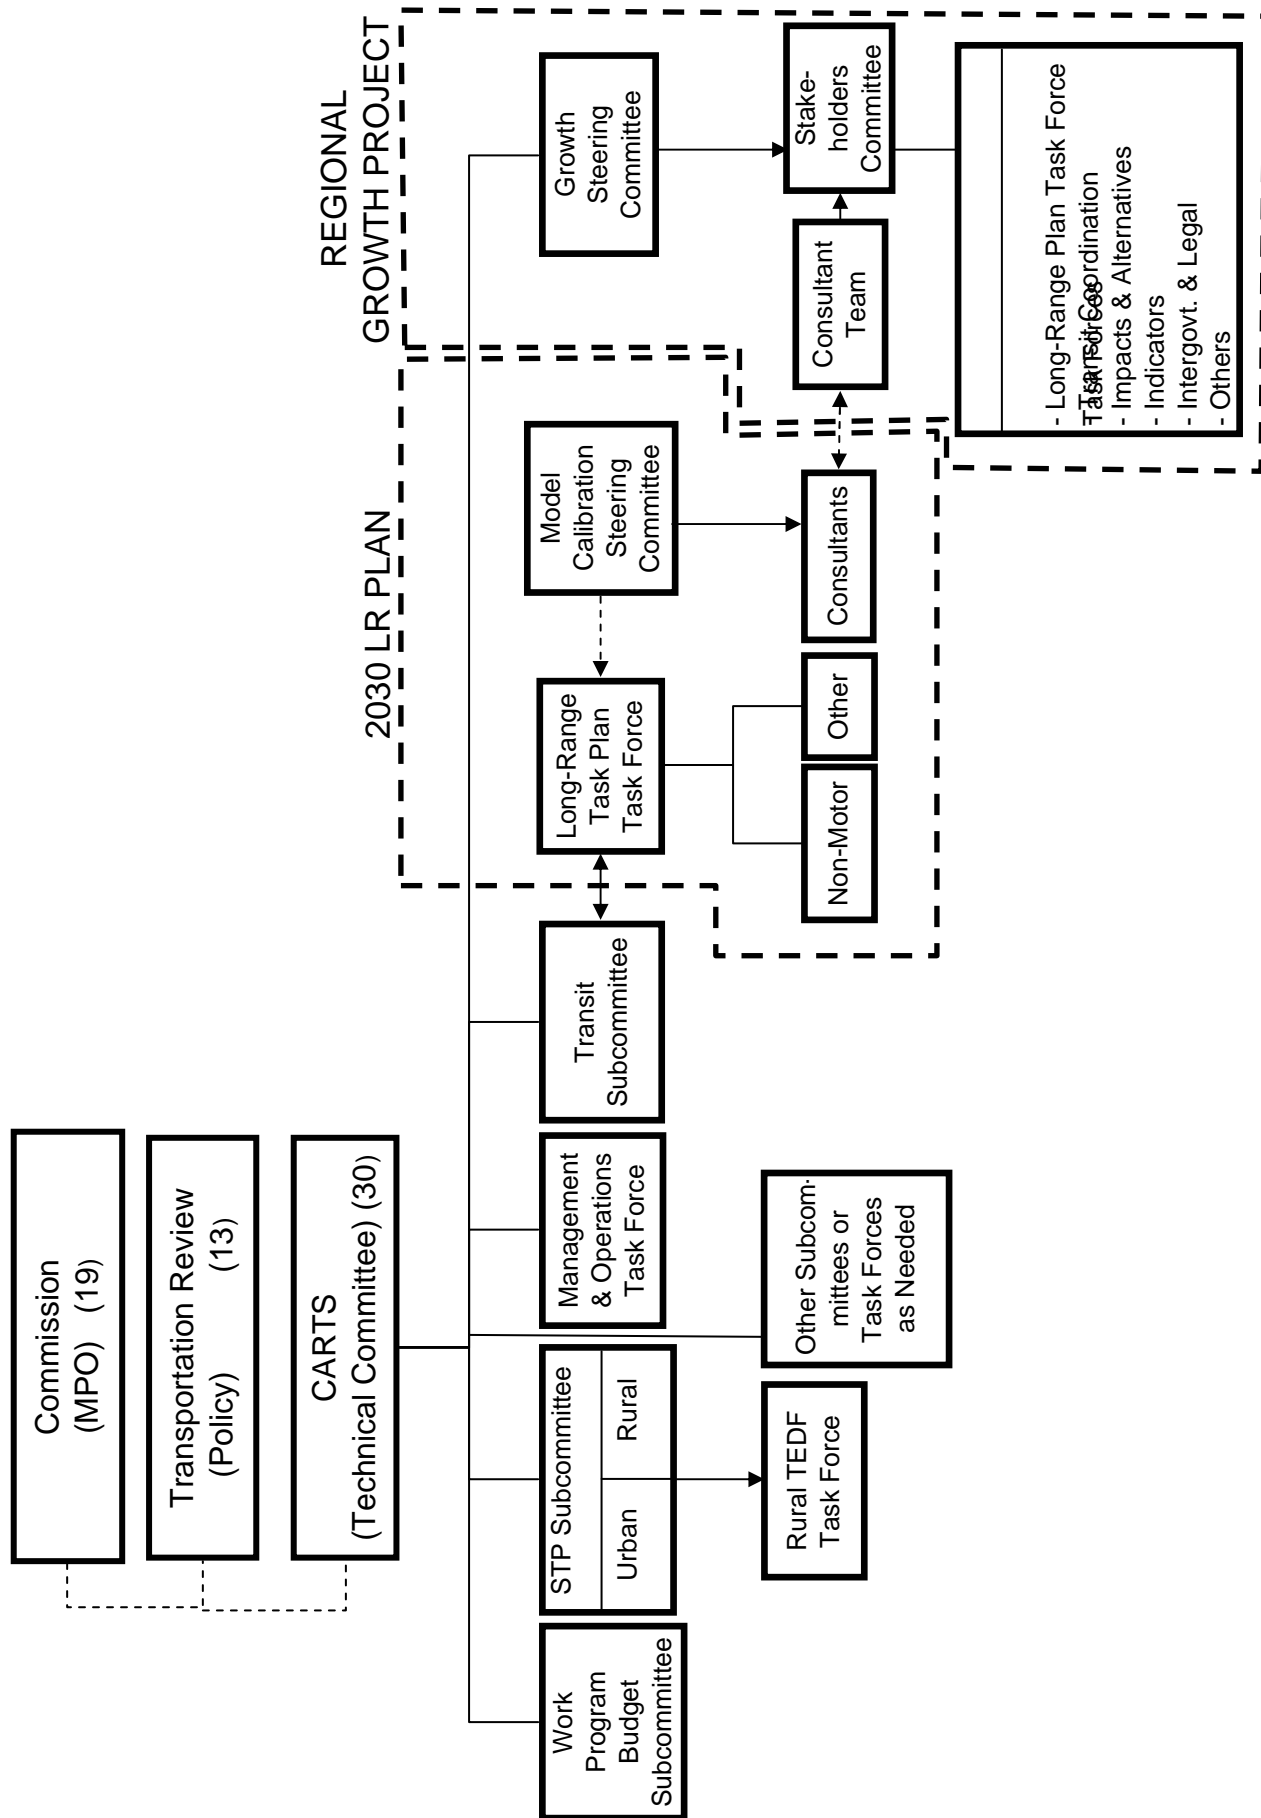 Commission
(MPO) (19)
Transportation Review
(Policy) (13)
CARTS
(Technical Committee) (30)
REGIONAL
GROWTH PROJECT
2030 LR PLAN
Work
Program
Budget
Subcommittee
STP Subcommittee
Urban
Rural
Management
& Operations
Task Force
Transit
Subcommittee
Long-Range
Task Plan
Task Force
Model
Calibration
Steering
Committee
Growth
Steering
Committee
Rural TEDF
Task Force
Other Subcom-
mittees or
Task Forces
as Needed
Non-Motor
Other
Consultants
Consultant
Team
Stake-
holders
Committee
Task Forces
- Long-Range Plan Task Force
- Transit Coordination
- Impacts & Alternatives
- Indicators
- Intergovt. & Legal
- Others